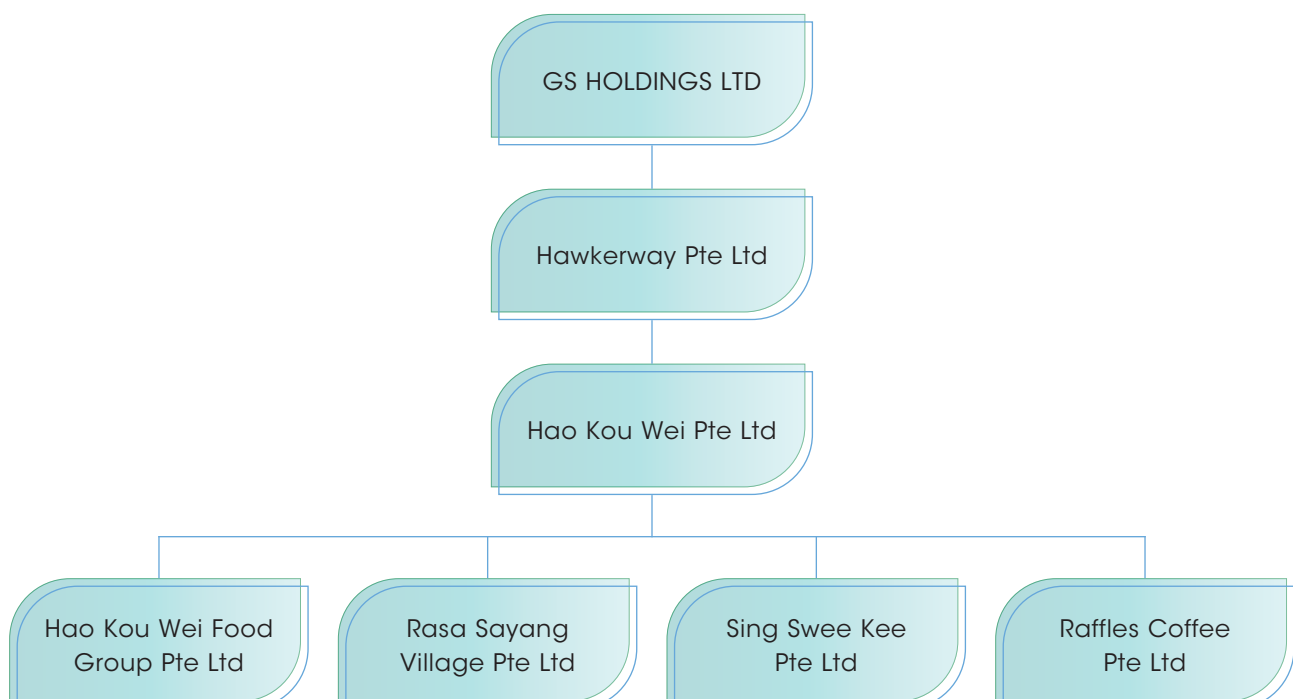 GS HOLDINGS LTD
Hawkerway Pte Ltd
Hao Kou Wei Pte Ltd
Hao Kou Wei Food
Group Pte Ltd
Rasa Sayang
Village Pte Ltd
Sing Swee Kee
Pte Ltd
Raffles Coffee
Pte Ltd